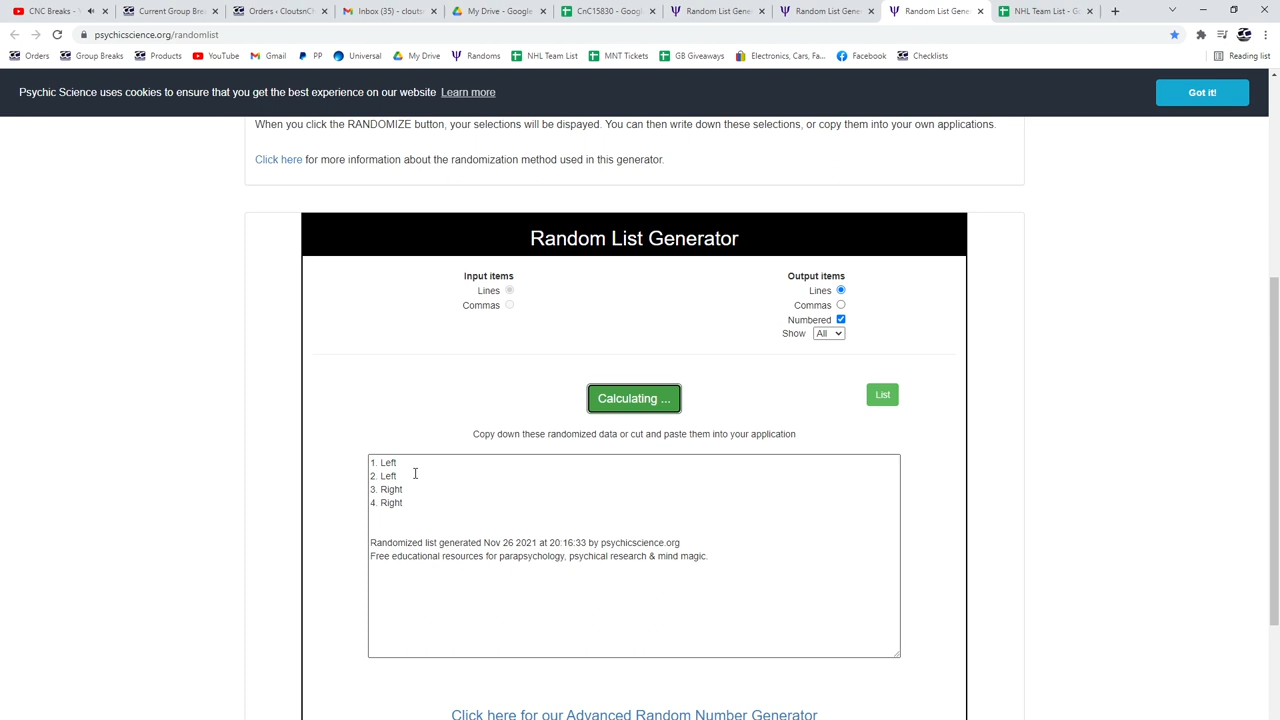 CNC Breaks - Y
Current Group Break
Orders ‹ CloutsnCh
Inbox (35) - clouts
My Drive - Google
CnC15830 - Googl
Random List Gene
Random List Gene
Random List Gene
NHL Team List - G
psychicscience.org/randomlist
Orders
Group Breaks
Products
YouTube
Gmail
PP
Universal
My Drive
Randoms
NHL Team List
MNT Tickets
GB Giveaways
Electronics, Cars, Fa...
Facebook
Checklists
Reading list
Psychic Science uses cookies to ensure that you get the best experience on our website Learn more
Got it!
When you click the RANDOMIZE button, your selections will be dispayed. You can then write down these selections, or copy them into your own applications.
Click here for more information about the randomization method used in this generator.
Random List Generator
Input items
Output items
Lines
Lines
Commas
Commas
Numbered
Show All
Calculating ...
List
Copy down these randomized data or cut and paste them into your application
1. Left
2. Left
3. Right
4. Right
Randomized list generated Nov 26 2021 at 20:16:33 by psychicscience.org
Free educational resources for parapsychology, psychical research & mind magic.
Click here for our Advanced Random Number Generator